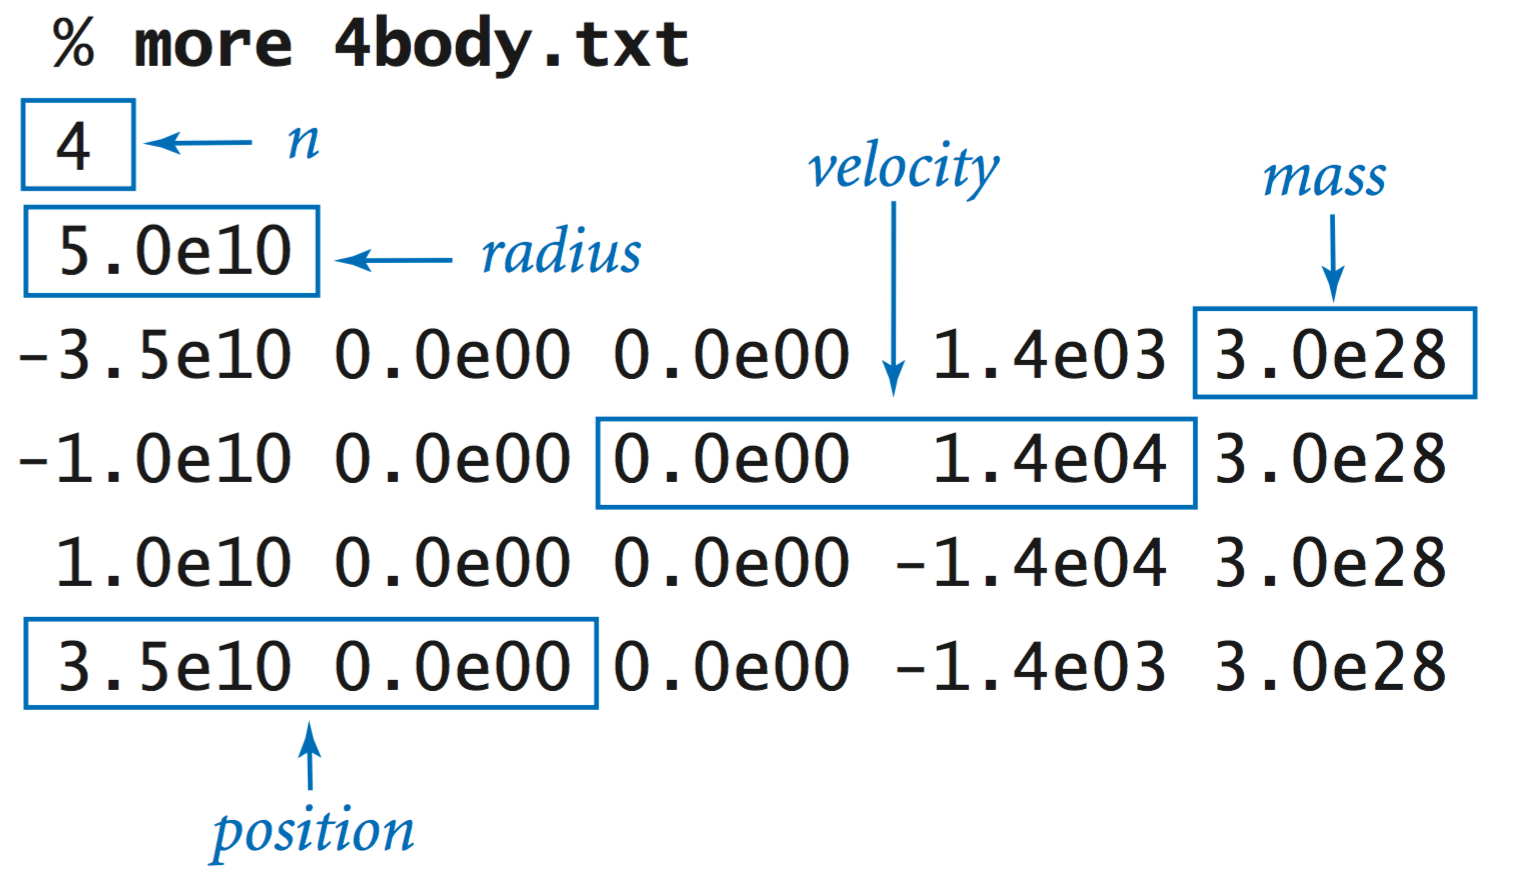 % more 4body.txt
4 n
velocity
mass
5.0e10 radius
-3.5e10 0.0e00 0.0e00 1.4e03 3.0e28
-1.0e10 0.0e00 0.0e00 1.4e04 3.0e28
1.0e10 0.0e00 0.0e00 -1.4e04 3.0e28
3.5e10 0.0e00 0.0e00 -1.4e03 3.0e28
position